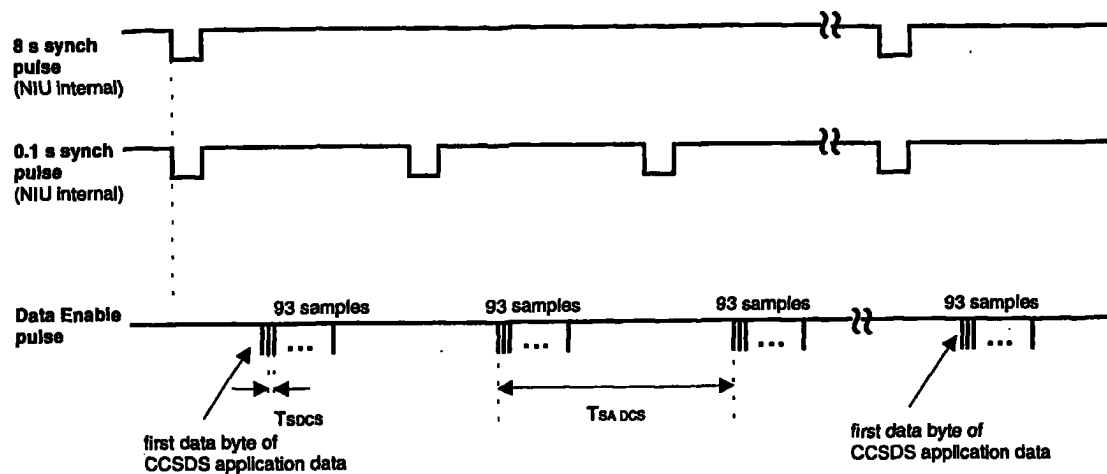 8 s synch
pulse
(NIU internal)
0.1 s synch
pulse
(NIU internal)
Data Enable
pulse
93 samples
93 samples
93 samples
93 samples
...
...
...
...
TSDCS
TSA DCS
first data byte of
CCSDS application data
first data byte of
CCSDS application data